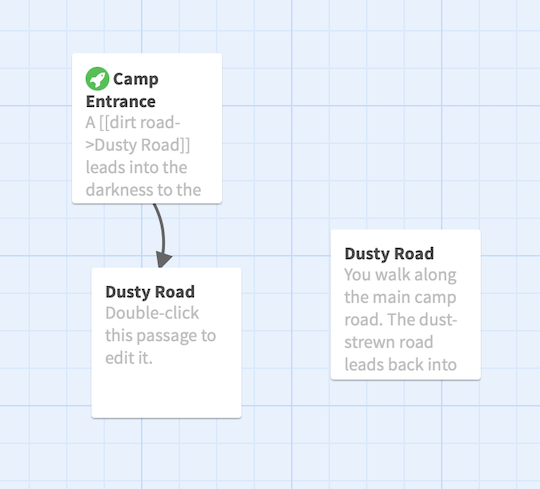 Camp
Entrance
A [[dirt road-
>Dusty Road]]
leads into the
darkness to the
Dusty Road
Double-click
this passage to
edit it.
Dusty Road
You walk along
the main camp
road. The dust-
strewn road
leads back into